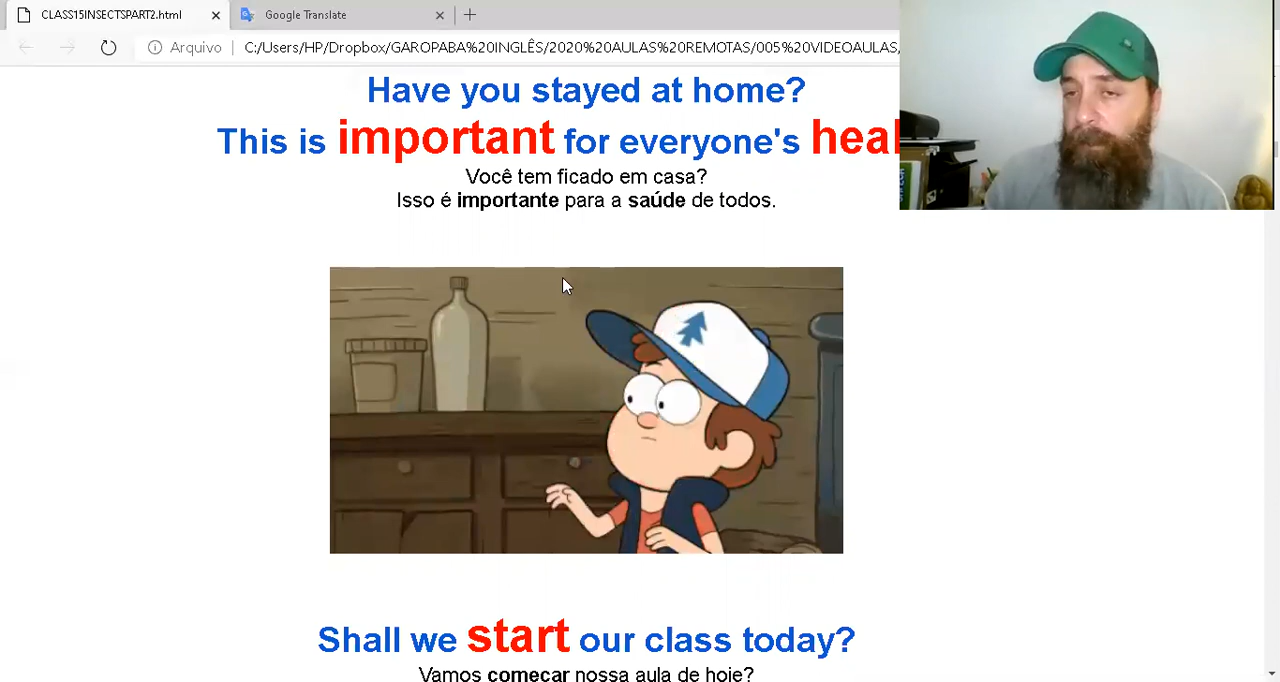 CLASS15INSECTSPART2.html
Google Translate
Arquivo
C:/Users/HP/Dropbox/GAROPABA%20INGLÊS/2020%20AULAS%20REMOTAS/005%20VIDEOAULAS,
Have you stayed at home?
This is important for everyone's heal
Você tem ficado em casa?
Isso é importante para a saúde de todos.
Shall we start our class today?
Vamos começar nossa aula de hoje?